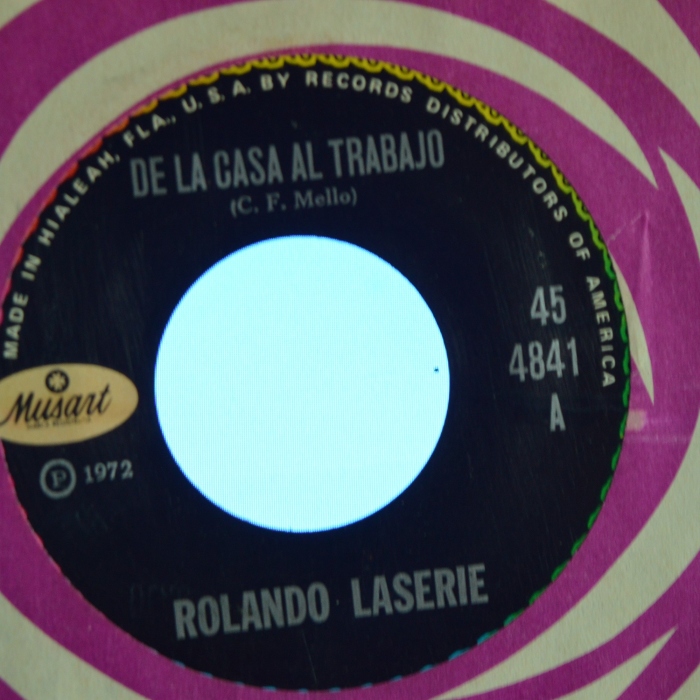 MADE IN HIALEAH, FLA., U.S.A. BY RECORDS DISTRIBUTORS OF AMERICA
DE LA CASA AL TRABAJO
(C. F. Mello)
45
4841
A
Musart
℗ 1972
ROLANDO LASERIE